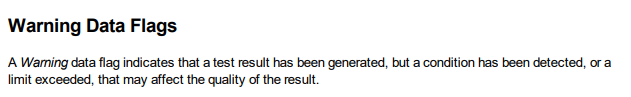 Warning Data Flags
A Warning data flag indicates that a test result has been generated, but a condition has been detected, or a
limit exceeded, that may affect the quality of the result.